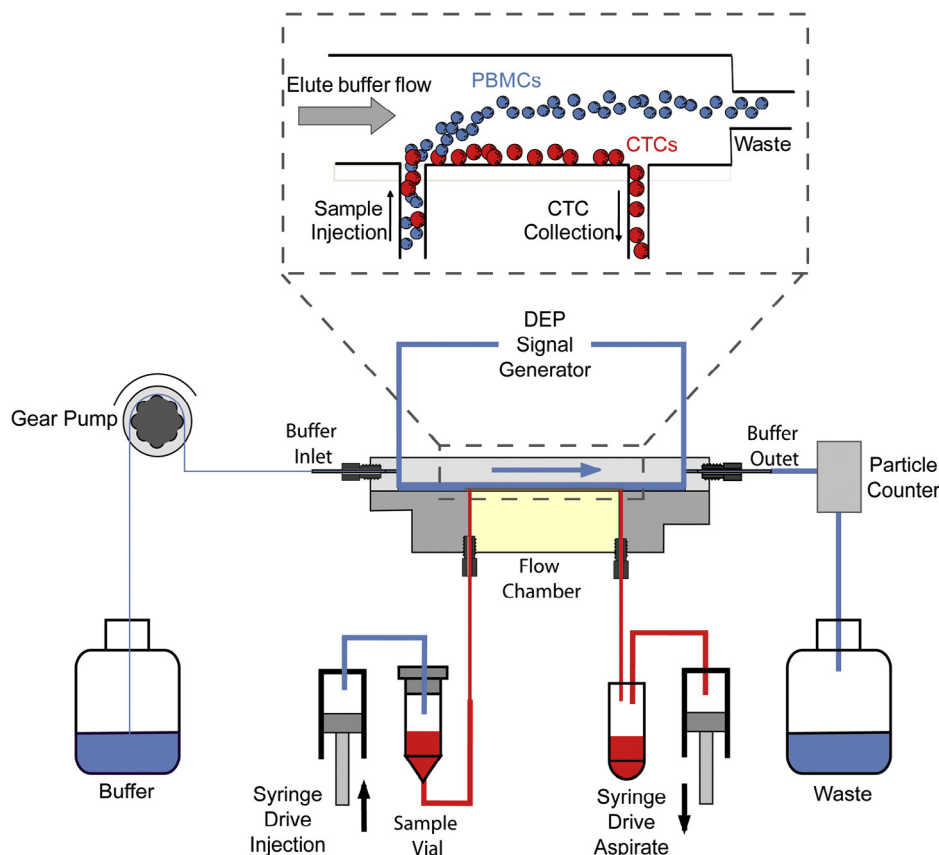 PBMCs
Elute buffer flow
CTCs
Waste
Sample
Injection
CTC
Collection
DEP
Signal
Generator
Gear Pump
Buffer
Inlet
Buffer
Outet
Particle
Counter
Flow
Chamber
Buffer
Syringe
Drive
Injection
Sample
Vial
Syringe
Drive
Aspirate
Waste